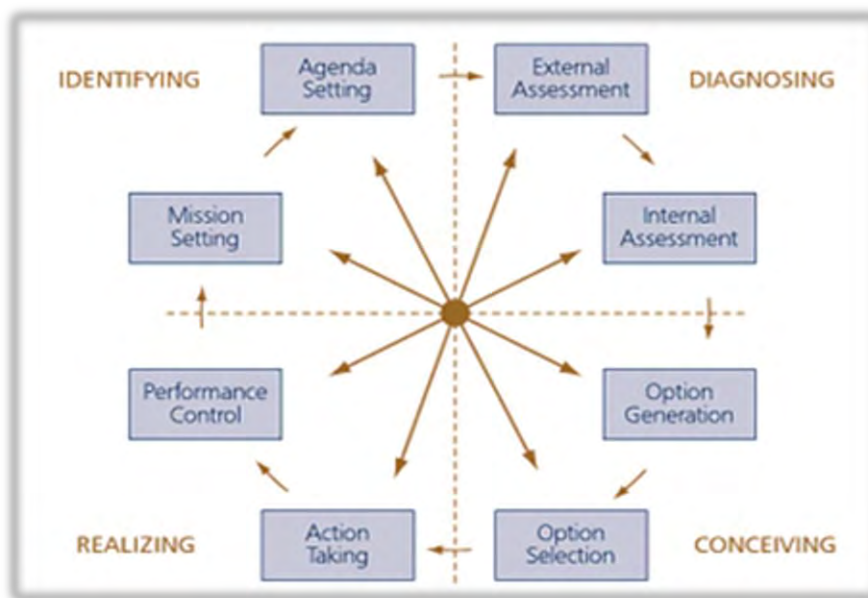 IDENTIFYING
Agenda
Setting
External
Assessment
DIAGNOSING
Mission
Setting
Internal
Assessment
Performance
Control
Option
Generation
REALIZING
Action
Taking
Option
Selection
CONCEIVING